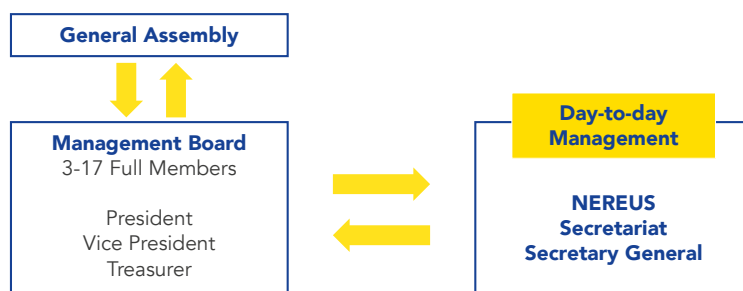 General Assembly
Management Board
3-17 Full Members
President
Vice President
Treasurer
Day-to-day
Management
NEREUS
Secretariat
Secretary General